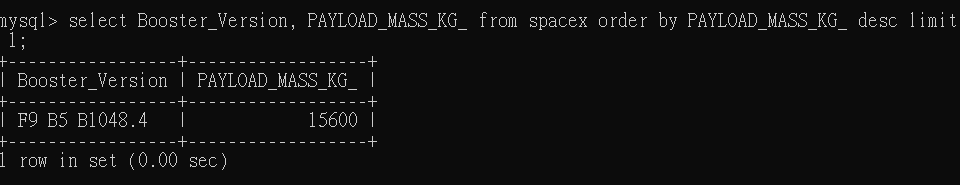 mysql> select Booster_Version, PAYLOAD_MASS_KG_ from spacex order by PAYLOAD_MASS_KG_ desc limit
 1;
+-----------------+------------------+
| Booster_Version | PAYLOAD_MASS_KG_ |
+-----------------+------------------+
| F9 B5 B1048.4   |            15600 |
+-----------------+------------------+
1 row in set (0.00 sec)